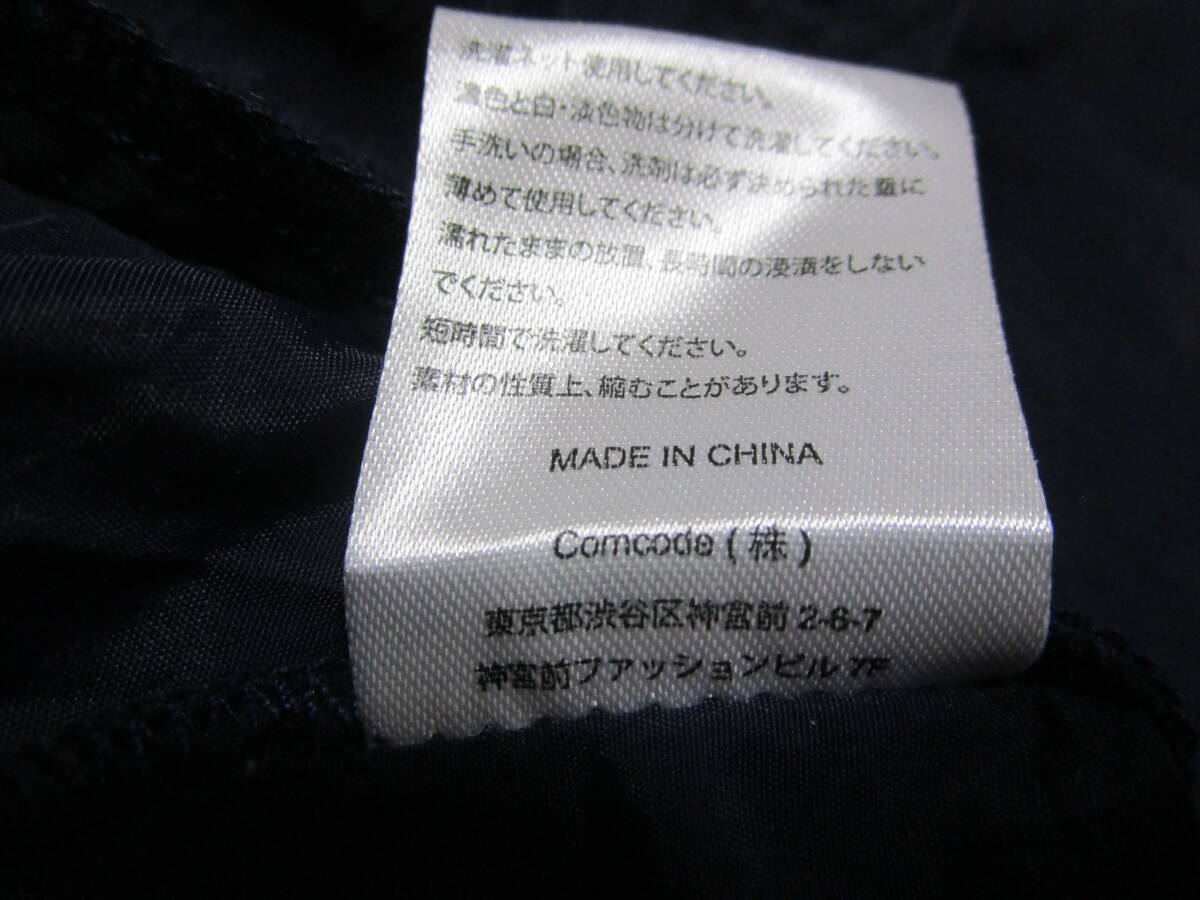 洗濯ネット使用してください。
濃色と白・淡色物は分けて洗濯してください。
手洗いの場合、洗剤は必ず決められた量に
薄めて使用してください。
濡れたままの放置、長時間の浸漬をしない
でください。
短時間で洗濯してください。
素材の性質上、縮むことがあります。
MADE IN CHINA
Comcode (株)
東京都渋谷区神宮前 2-6-7
神宮前ファッションビル 7F